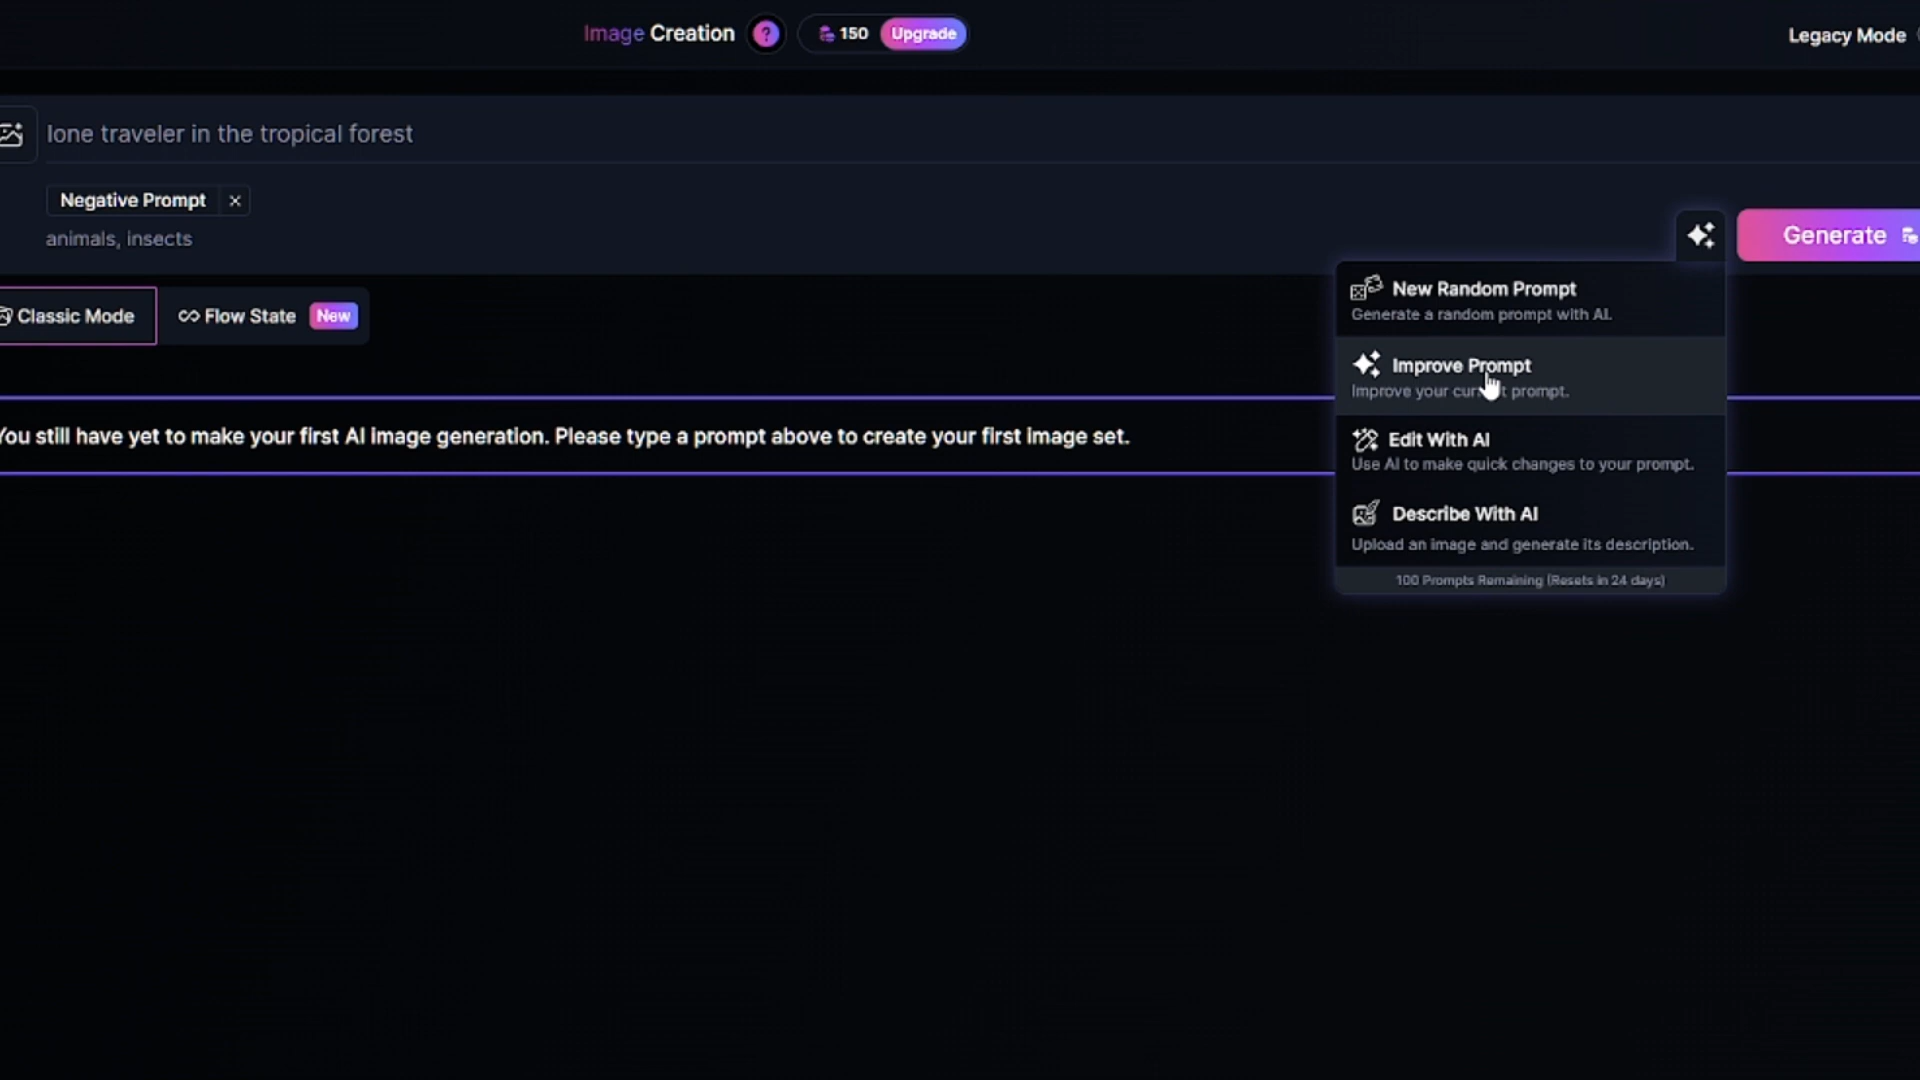 Image Creation ? 150 Upgrade
Legacy Mode
lone traveler in the tropical forest
Negative Prompt ×
animals, insects
Generate
New Random Prompt
Generate a random prompt with AI.
Improve Prompt
Improve your current prompt.
Edit With AI
Use AI to make quick changes to your prompt.
Describe With AI
Upload an image and generate its description.
100 Prompts Remaining (Resets in 24 days)
Classic Mode
Flow State New
You still have yet to make your first AI image generation. Please type a prompt above to create your first image set.